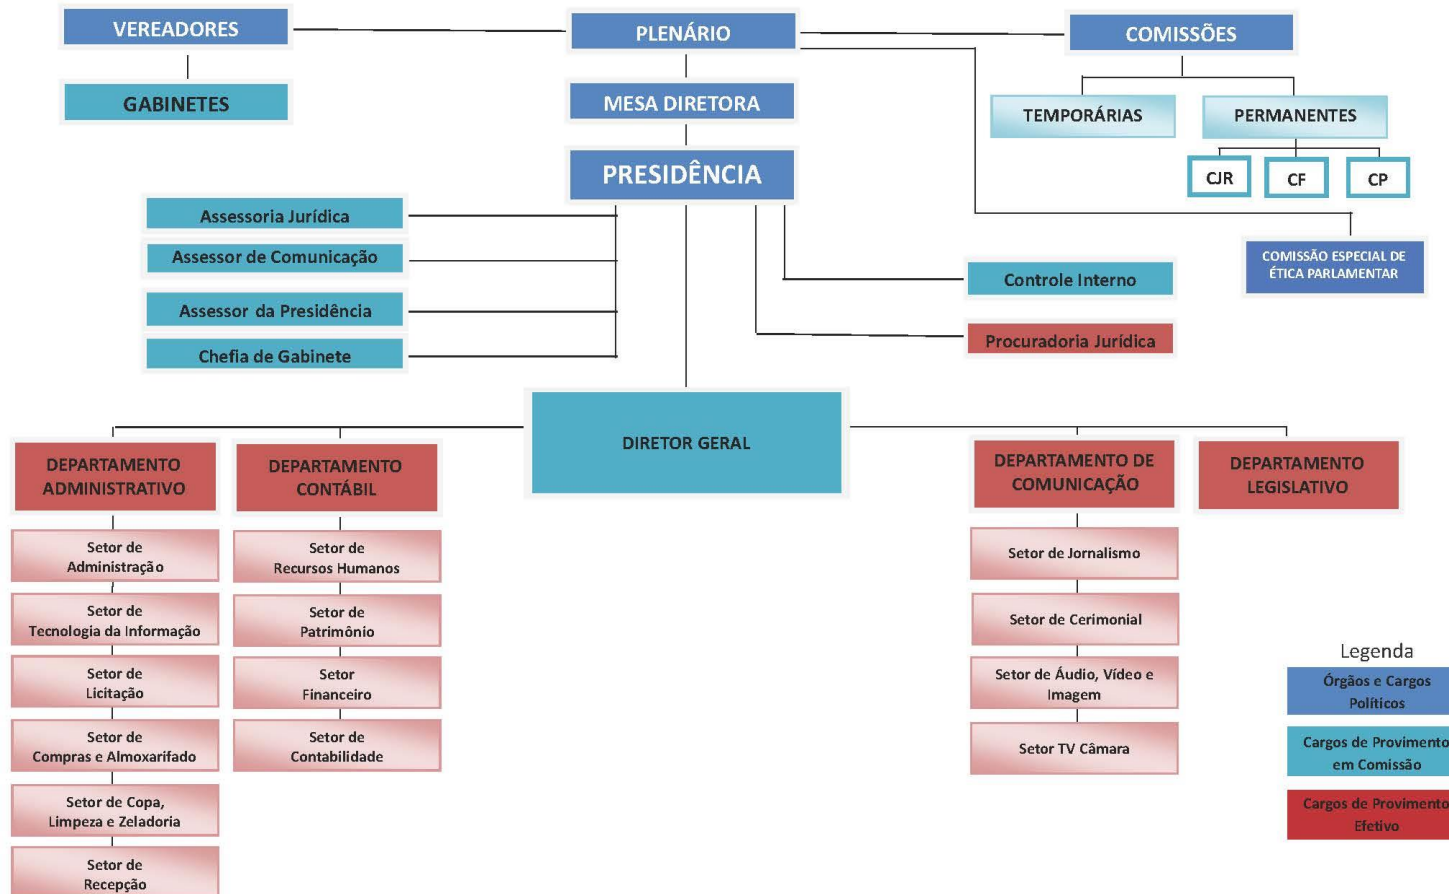 VEREADORES
PLENÁRIO
COMISSÕES
GABINETES
MESA DIRETORA
TEMPORÁRIAS
PERMANENTES
PRESIDÊNCIA
CJR
CF
CP
Assessoria Jurídica
Assessor de Comunicação
Assessor da Presidência
Chefia de Gabinete
COMISSÃO ESPECIAL DE
ÉTICA PARLAMENTAR
Controle Interno
Procuradoria Jurídica
DIRETOR GERAL
DEPARTAMENTO
ADMINISTRATIVO
Setor de
Administração
Setor de
Tecnologia da Informação
Setor de
Licitação
Setor de
Compras e Almoxarifado
Setor de Copa,
Limpeza e Zeladoria
Setor de
Recepção
DEPARTAMENTO
CONTÁBIL
Setor de
Recursos Humanos
Setor de
Patrimônio
Setor
Financeiro
Setor de
Contabilidade
DEPARTAMENTO DE
COMUNICAÇÃO
Setor de Jornalismo
Setor de Cerimonial
Setor de Áudio, Vídeo e
Imagem
Setor TV Câmara
DEPARTAMENTO
LEGISLATIVO
Legenda
Órgãos e Cargos
Políticos
Cargos de Provimento
em Comissão
Cargos de Provimento
Efetivo